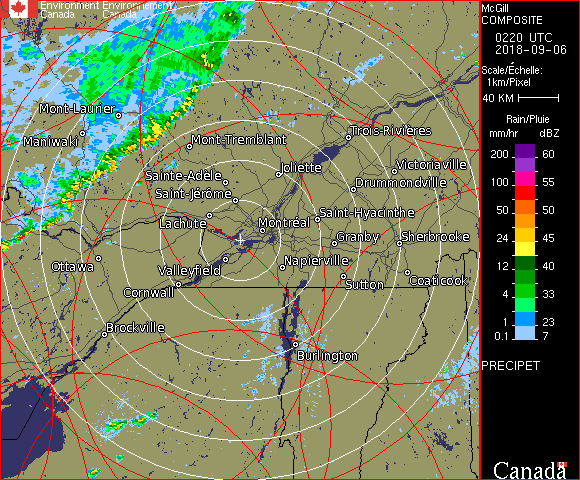 Environment Environnement
Canada Canada
McGill
COMPOSITE
0220 UTC
2018-09-06
Scale/Échelle:
1km/Pixel
40 KM
Rain/Pluie
mm/hr dBZ
200 60
100 55
50 50
24 45
12 40
4 33
1 23
0.1 7
PRECIPET
Canada
Mont-Laurier
Maniwaki
Mont-Tremblant
Trois-Rivières
Sainte-Adèle
Joliette
Victoriaville
Saint-Jérôme
Drummondville
Lachute
Montréal
Saint-Hyacinthe
Granby
Sherbrooke
Ottawa
Valleyfield
Napierville
Cornwall
Sutton
Coaticook
Brockville
Burlington